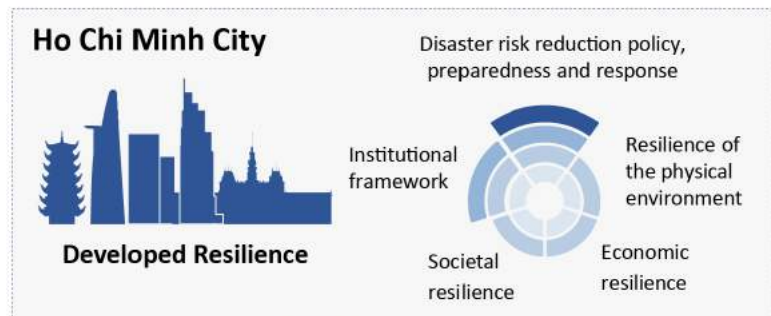 Ho Chi Minh City
Developed Resilience
Disaster risk reduction policy,
preparedness and response
Institutional
framework
Resilience of
the physical
environment
Societal
resilience
Economic
resilience